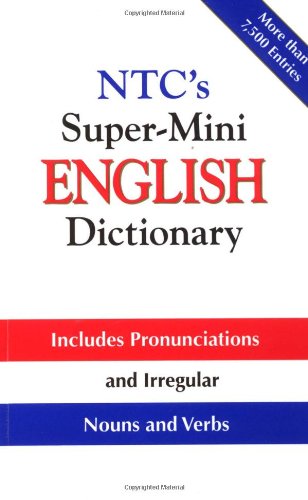 More than
7,500 Entries
NTC's
Super-Mini
ENGLISH
Dictionary
Includes Pronunciations
and Irregular
Nouns and Verbs